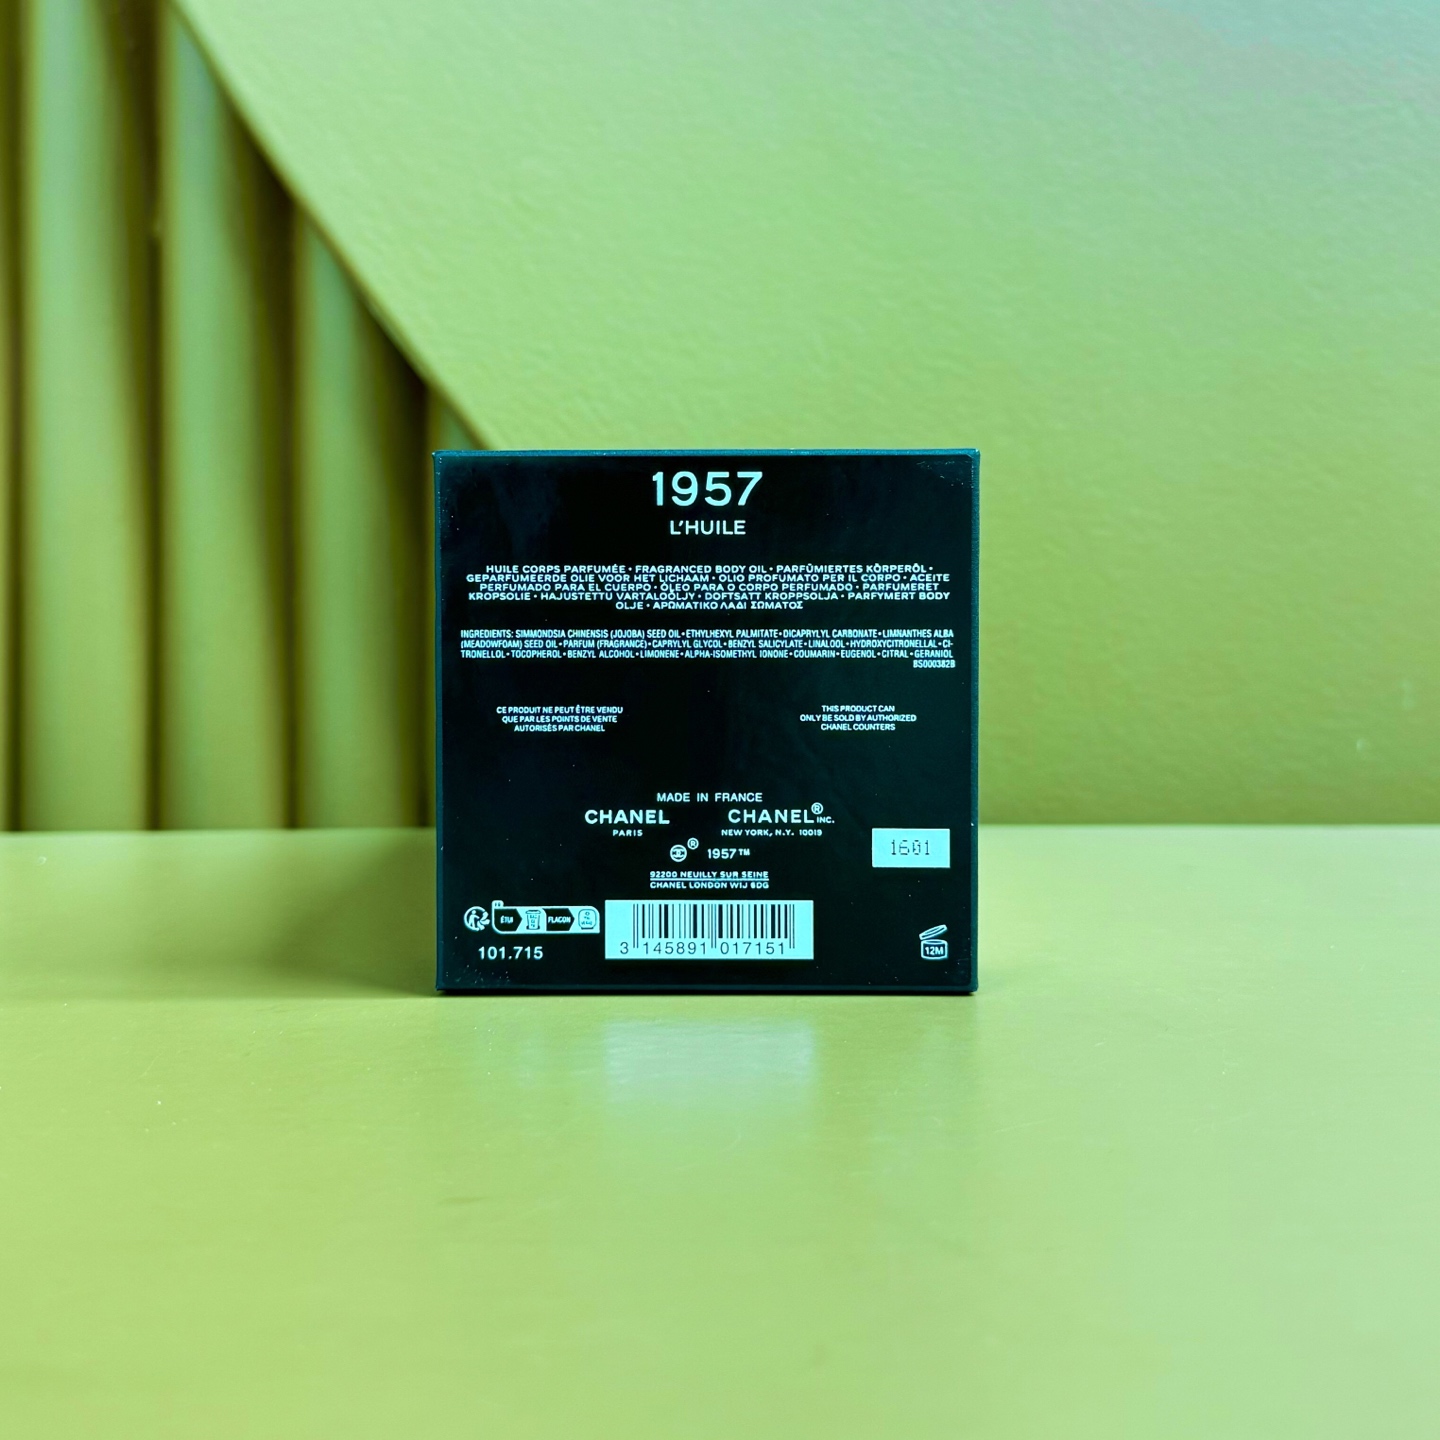 1957
L'HUILE
HUILE CORPS PARFUMÉE • FRAGRANCED BODY OIL • PARFÜMIERTES KÖRPERÖL •
GEPARFUMEERDE OLIE VOOR HET LICHAAM • OLIO PROFUMATO PER IL CORPO • ACEITE
PERFUMADO PARA EL CUERPO • ÓLEO PARA O CORPO PERFUMADO • PARFUMERET
KROPSOLIE • HAJUSTETTU VARTALOÖLJY • DOFTSATT KROPPSOLJA • PARFYMERT BODY
OLJE • ΑΡΩΜΑΤΙΚΟ ΛΑΔΙ ΣΩΜΑΤΟΣ
INGREDIENTS: SIMMONDSIA CHINENSIS (JOJOBA) SEED OIL • ETHYLHEXYL PALMITATE • DICAPRYLYL CARBONATE • LIMNANTHES ALBA
(MEADOWFOAM) SEED OIL • PARFUM (FRAGRANCE) • CAPRYLYL GLYCOL • BENZYL SALICYLATE • LINALOOL • HYDROXYCITRONELLAL • CI-
TRONELLOL • TOCOPHEROL • BENZYL ALCOHOL • LIMONENE • ALPHA-ISOMETHYL IONONE • COUMARIN • EUGENOL • CITRAL • GERANIOL
BS000382B
CE PRODUIT NE PEUT ÊTRE VENDU
QUE PAR LES POINTS DE VENTE
AUTORISÉS PAR CHANEL
THIS PRODUCT CAN
ONLY BE SOLD BY AUTHORIZED
CHANEL COUNTERS
MADE IN FRANCE
CHANEL
PARIS
CHANEL® INC.
NEW YORK, N.Y. 10019
® 1957™
92200 NEUILLY SUR SEINE
CHANEL LONDON W1J 6DG
1601
FR
ÉTUI FLACON
101.715
3 145891 017151
12M